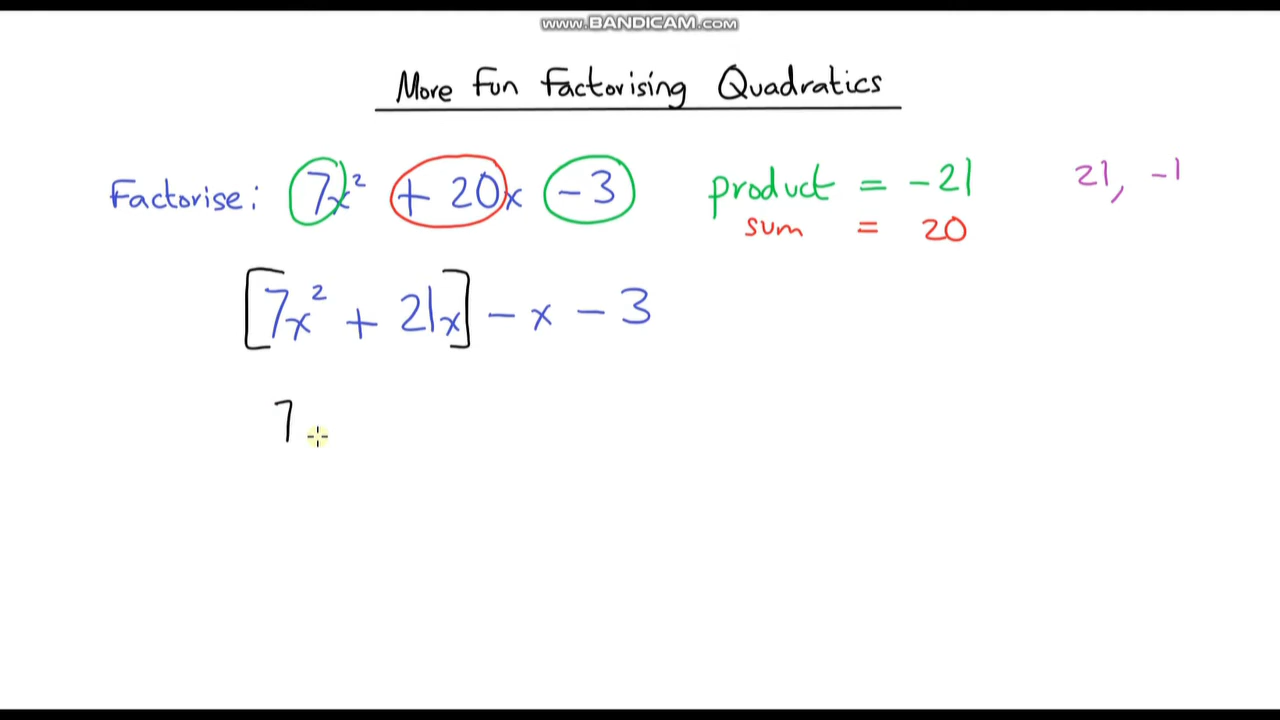 www.BANDICAM.com
More Fun Factorising Quadratics
Factorise: 7x² + 20x - 3 product = -21 21, -1
sum = 20
[7x² + 21x] - x - 3
7